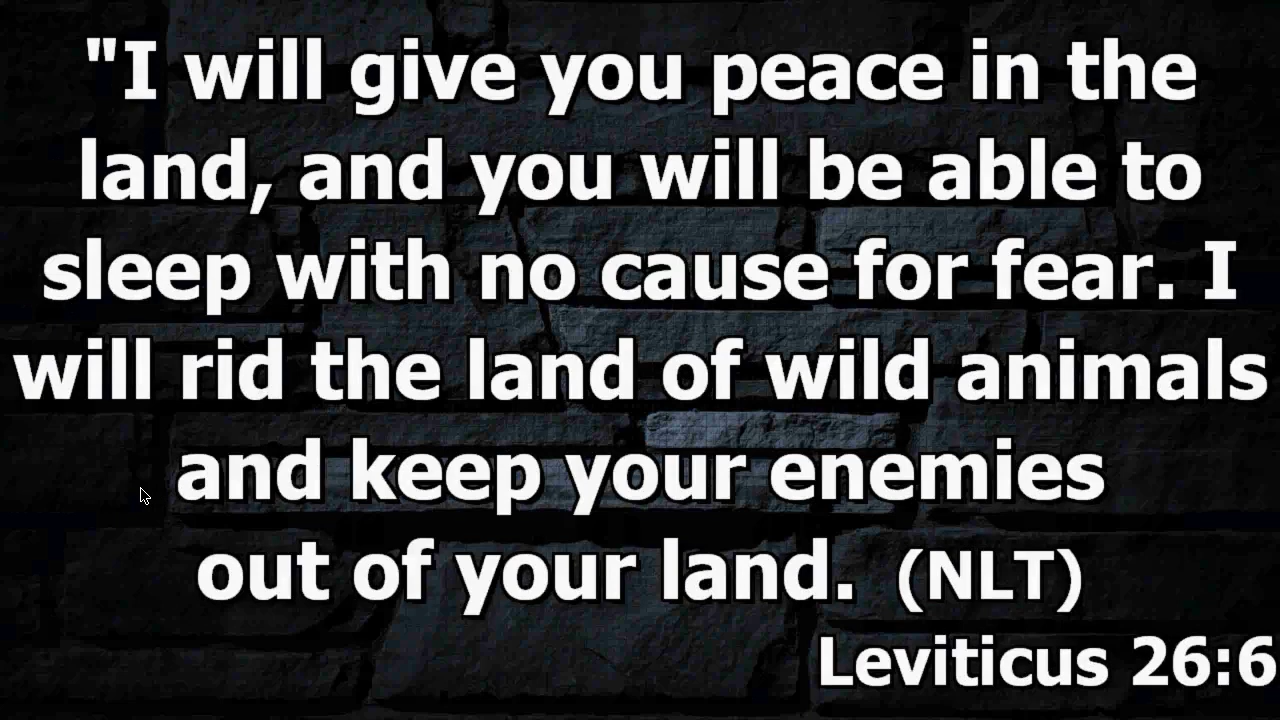 "I will give you peace in the
land, and you will be able to
sleep with no cause for fear. I
will rid the land of wild animals
and keep your enemies
out of your land. (NLT)
Leviticus 26:6